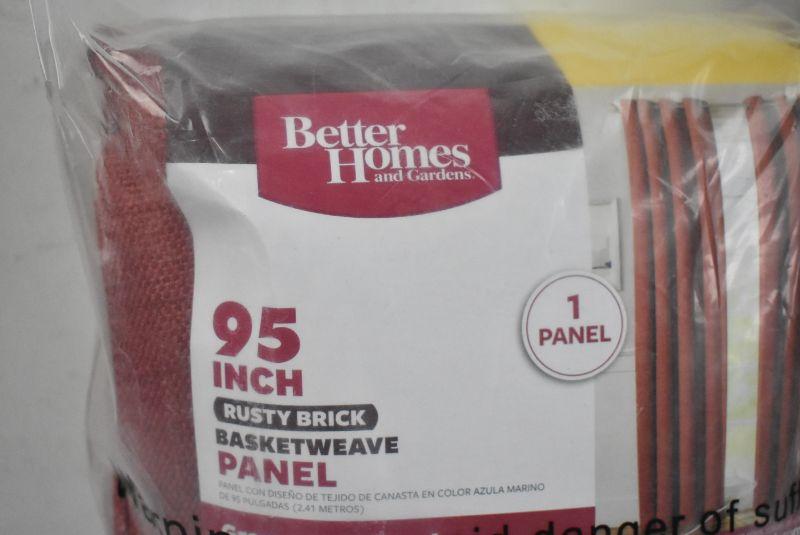 Better
Homes
and Gardens
1
PANEL
95
INCH
RUSTY BRICK
BASKETWEAVE
PANEL
PANEL CON DISEÑO DE TEJIDO DE CANASTA EN COLOR AZULA MARINO
DE 95 PULGADAS (2.41 METROS)
danger of